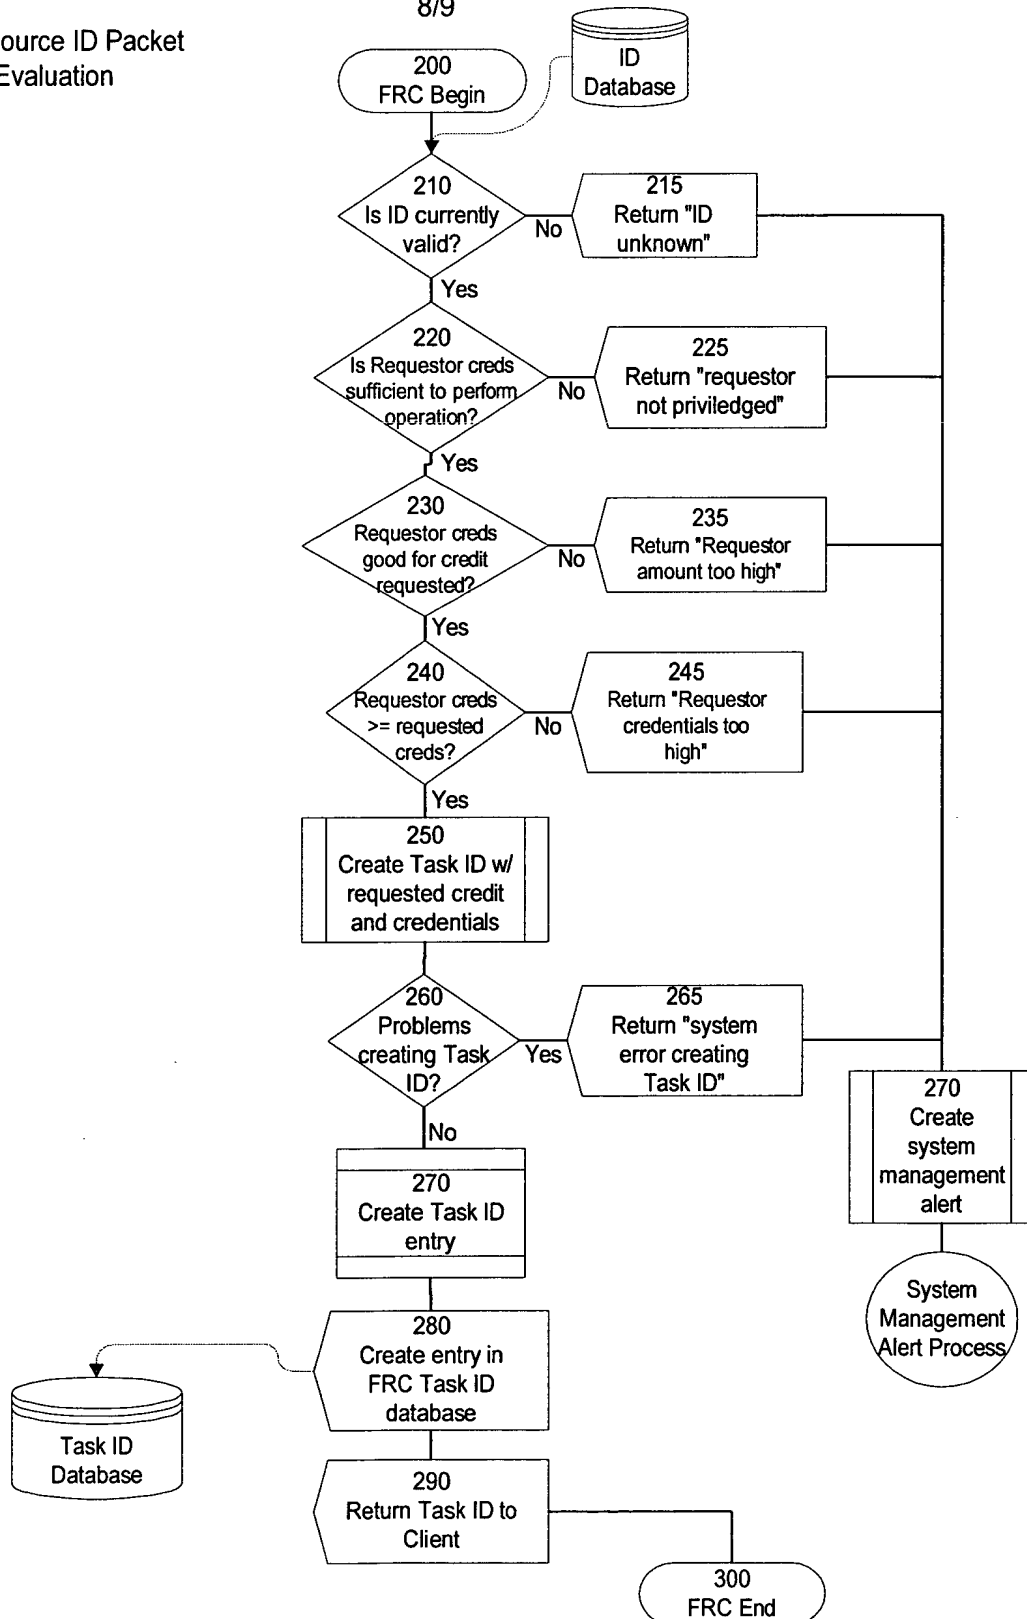 8/9
ource ID Packet
Evaluation
200
FRC Begin
ID
Database
210
Is ID currently
valid?
No
215
Return "ID
unknown"
Yes
220
Is Requestor creds
sufficient to perform
operation?
No
225
Return "requestor
not priviledged"
Yes
230
Requestor creds
good for credit
requested?
No
235
Return "Requestor
amount too high"
Yes
240
Requestor creds
>= requested
creds?
No
245
Return "Requestor
credentials too
high"
Yes
250
Create Task ID w/
requested credit
and credentials
260
Problems
creating Task
ID?
Yes
265
Return "system
error creating
Task ID"
No
270
Create
system
management
alert
270
Create Task ID
entry
System
Management
Alert Process
280
Create entry in
FRC Task ID
database
Task ID
Database
290
Return Task ID to
Client
300
FRC End